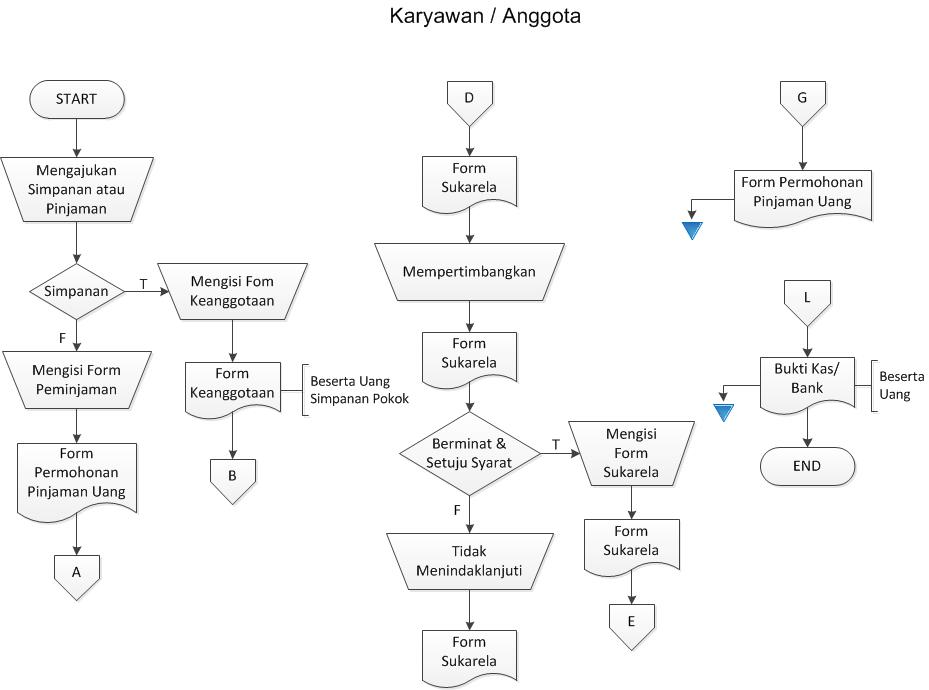 Karyawan / Anggota
START
Mengajukan
Simpanan atau
Pinjaman
Simpanan
T
Mengisi Fom
Keanggotaan
F
Mengisi Form
Peminjaman
Form
Keanggotaan
Beserta Uang
Simpanan Pokok
Form
Permohonan
Pinjaman Uang
B
A
D
Form
Sukarela
Mempertimbangkan
Form
Sukarela
Berminat &
Setuju Syarat
T
Mengisi
Form
Sukarela
F
Form
Sukarela
Tidak
Menindaklanjuti
E
Form
Sukarela
G
Form Permohonan
Pinjaman Uang
L
Bukti Kas/
Bank
Beserta
Uang
END